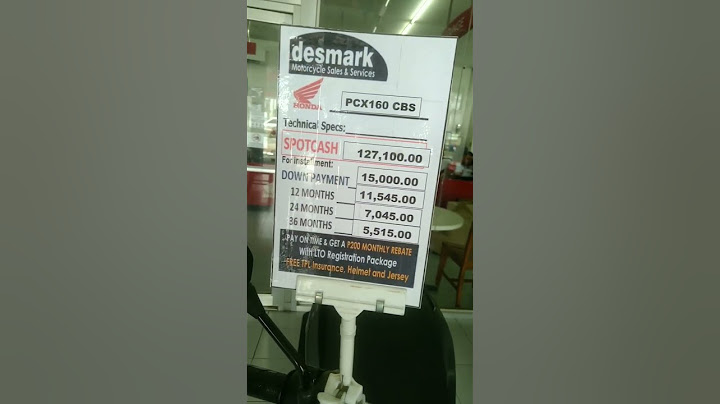 desmark
Motorcycle Sales & Services
HONDA
PCX160 CBS
Technical Specs:
SPOTCASH 127,100.00
For installment:
DOWN PAYMENT 15,000.00
12 MONTHS 11,545.00
24 MONTHS 7,045.00
36 MONTHS 5,515.00
PAY ON TIME & GET A P200 MONTHLY REBATE
With LTO Registration Package
FREE TPL Insurance, Helmet and Jersey